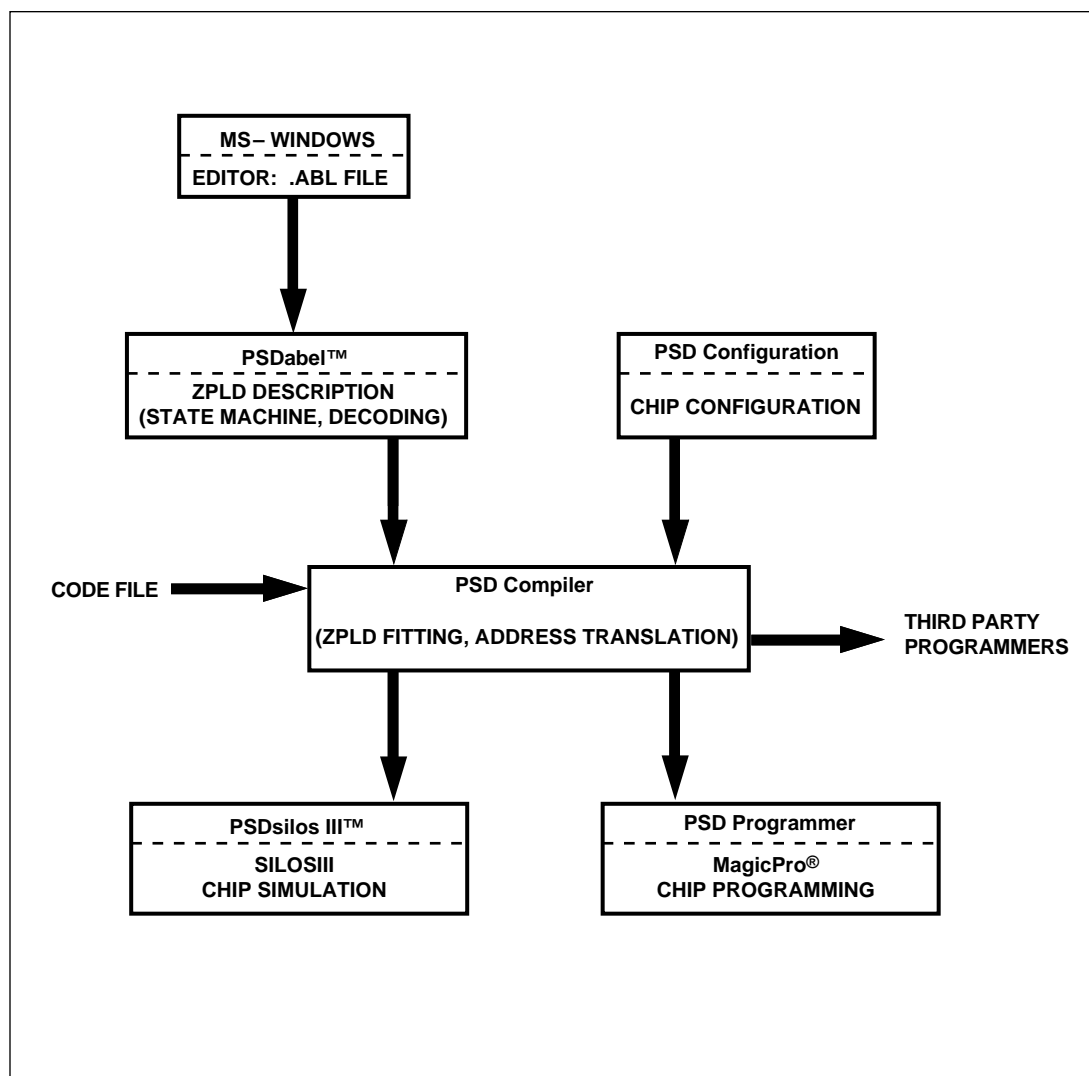 MS– WINDOWS
EDITOR: .ABL FILE
PSDabel™
ZPLD DESCRIPTION
(STATE MACHINE, DECODING)
PSD Configuration
CHIP CONFIGURATION
CODE FILE
PSD Compiler
(ZPLD FITTING, ADDRESS TRANSLATION)
THIRD PARTY
PROGRAMMERS
PSDsilos III™
SILOSIII
CHIP SIMULATION
PSD Programmer
MagicPro®
CHIP PROGRAMMING